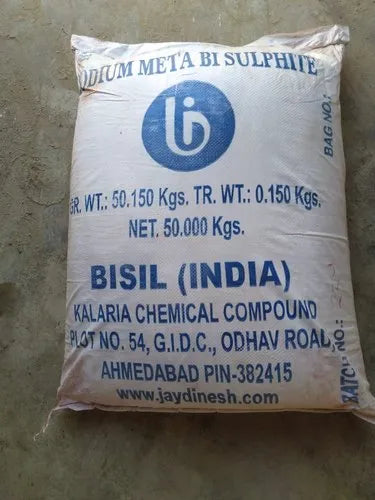 ODIUM META BI SULPHITE
bi
GR. WT.: 50.150 Kgs. TR. WT.: 0.150 Kgs.
NET. 50.000 Kgs.
BISIL (INDIA)
KALARIA CHEMICAL COMPOUND
PLOT NO. 54, G.I.D.C., ODHAV ROAD
AHMEDABAD PIN-382415
www.jaydinesh.com
BAG NO.:
BATCH NO.: